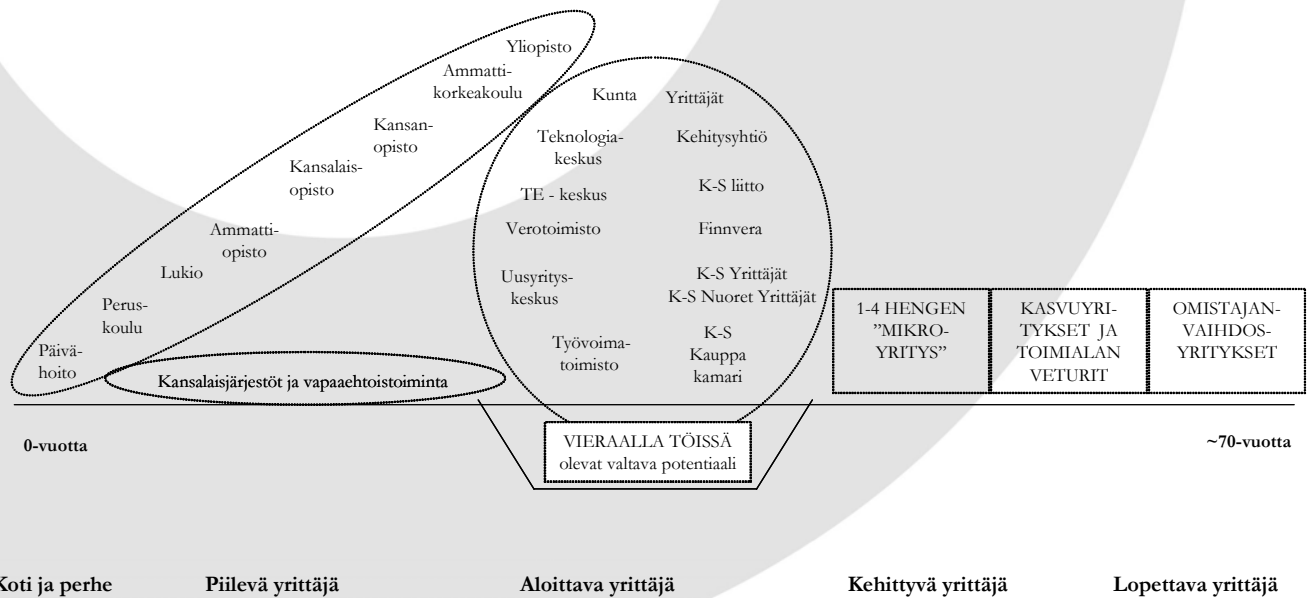 Yliopisto
Ammatti-
korkeakoulu
Kansan-
opisto
Kansalais-
opisto
Ammatti-
opisto
Lukio
Perus-
koulu
Päivä-
hoito
Kansalaisjärjestöt ja vapaaehtoistoiminta
Kunta
Yrittäjät
Teknologia-
keskus
Kehitysyhtiö
TE - keskus
K-S liitto
Verotoimisto
Finnvera
Uusyritys-
keskus
K-S Yrittäjät
K-S Nuoret Yrittäjät
Työvoima-
toimisto
K-S
Kauppa
kamari
1-4 HENGEN
”MIKRO-
YRITYS”
KASVUYRI-
TYKSET JA
TOIMIALAN
VETURIT
OMISTAJAN-
VAIHDOS-
YRITYKSET
0-vuotta
VIERAALLA TÖISSÄ
olevat valtava potentiaali
~70-vuotta
Koti ja perhe
Piilevä yrittäjä
Aloittava yrittäjä
Kehittyvä yrittäjä
Lopettava yrittäjä